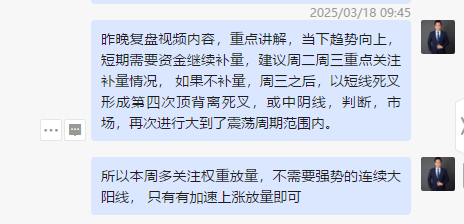 2025/03/18 09:45
昨晚复盘视频内容，重点讲解，当下趋势向上，
短期需要资金继续补量，建议周二周三重点关注
补量情况， 如果不补量，周三之后，以短线死叉
形成第四次顶背离死叉，或中阴线，判断，市
场，再次进行大到了震荡周期范围内。
所以本周多关注权重放量，不需要强势的连续大
阳线， 只有有加速上涨放量即可